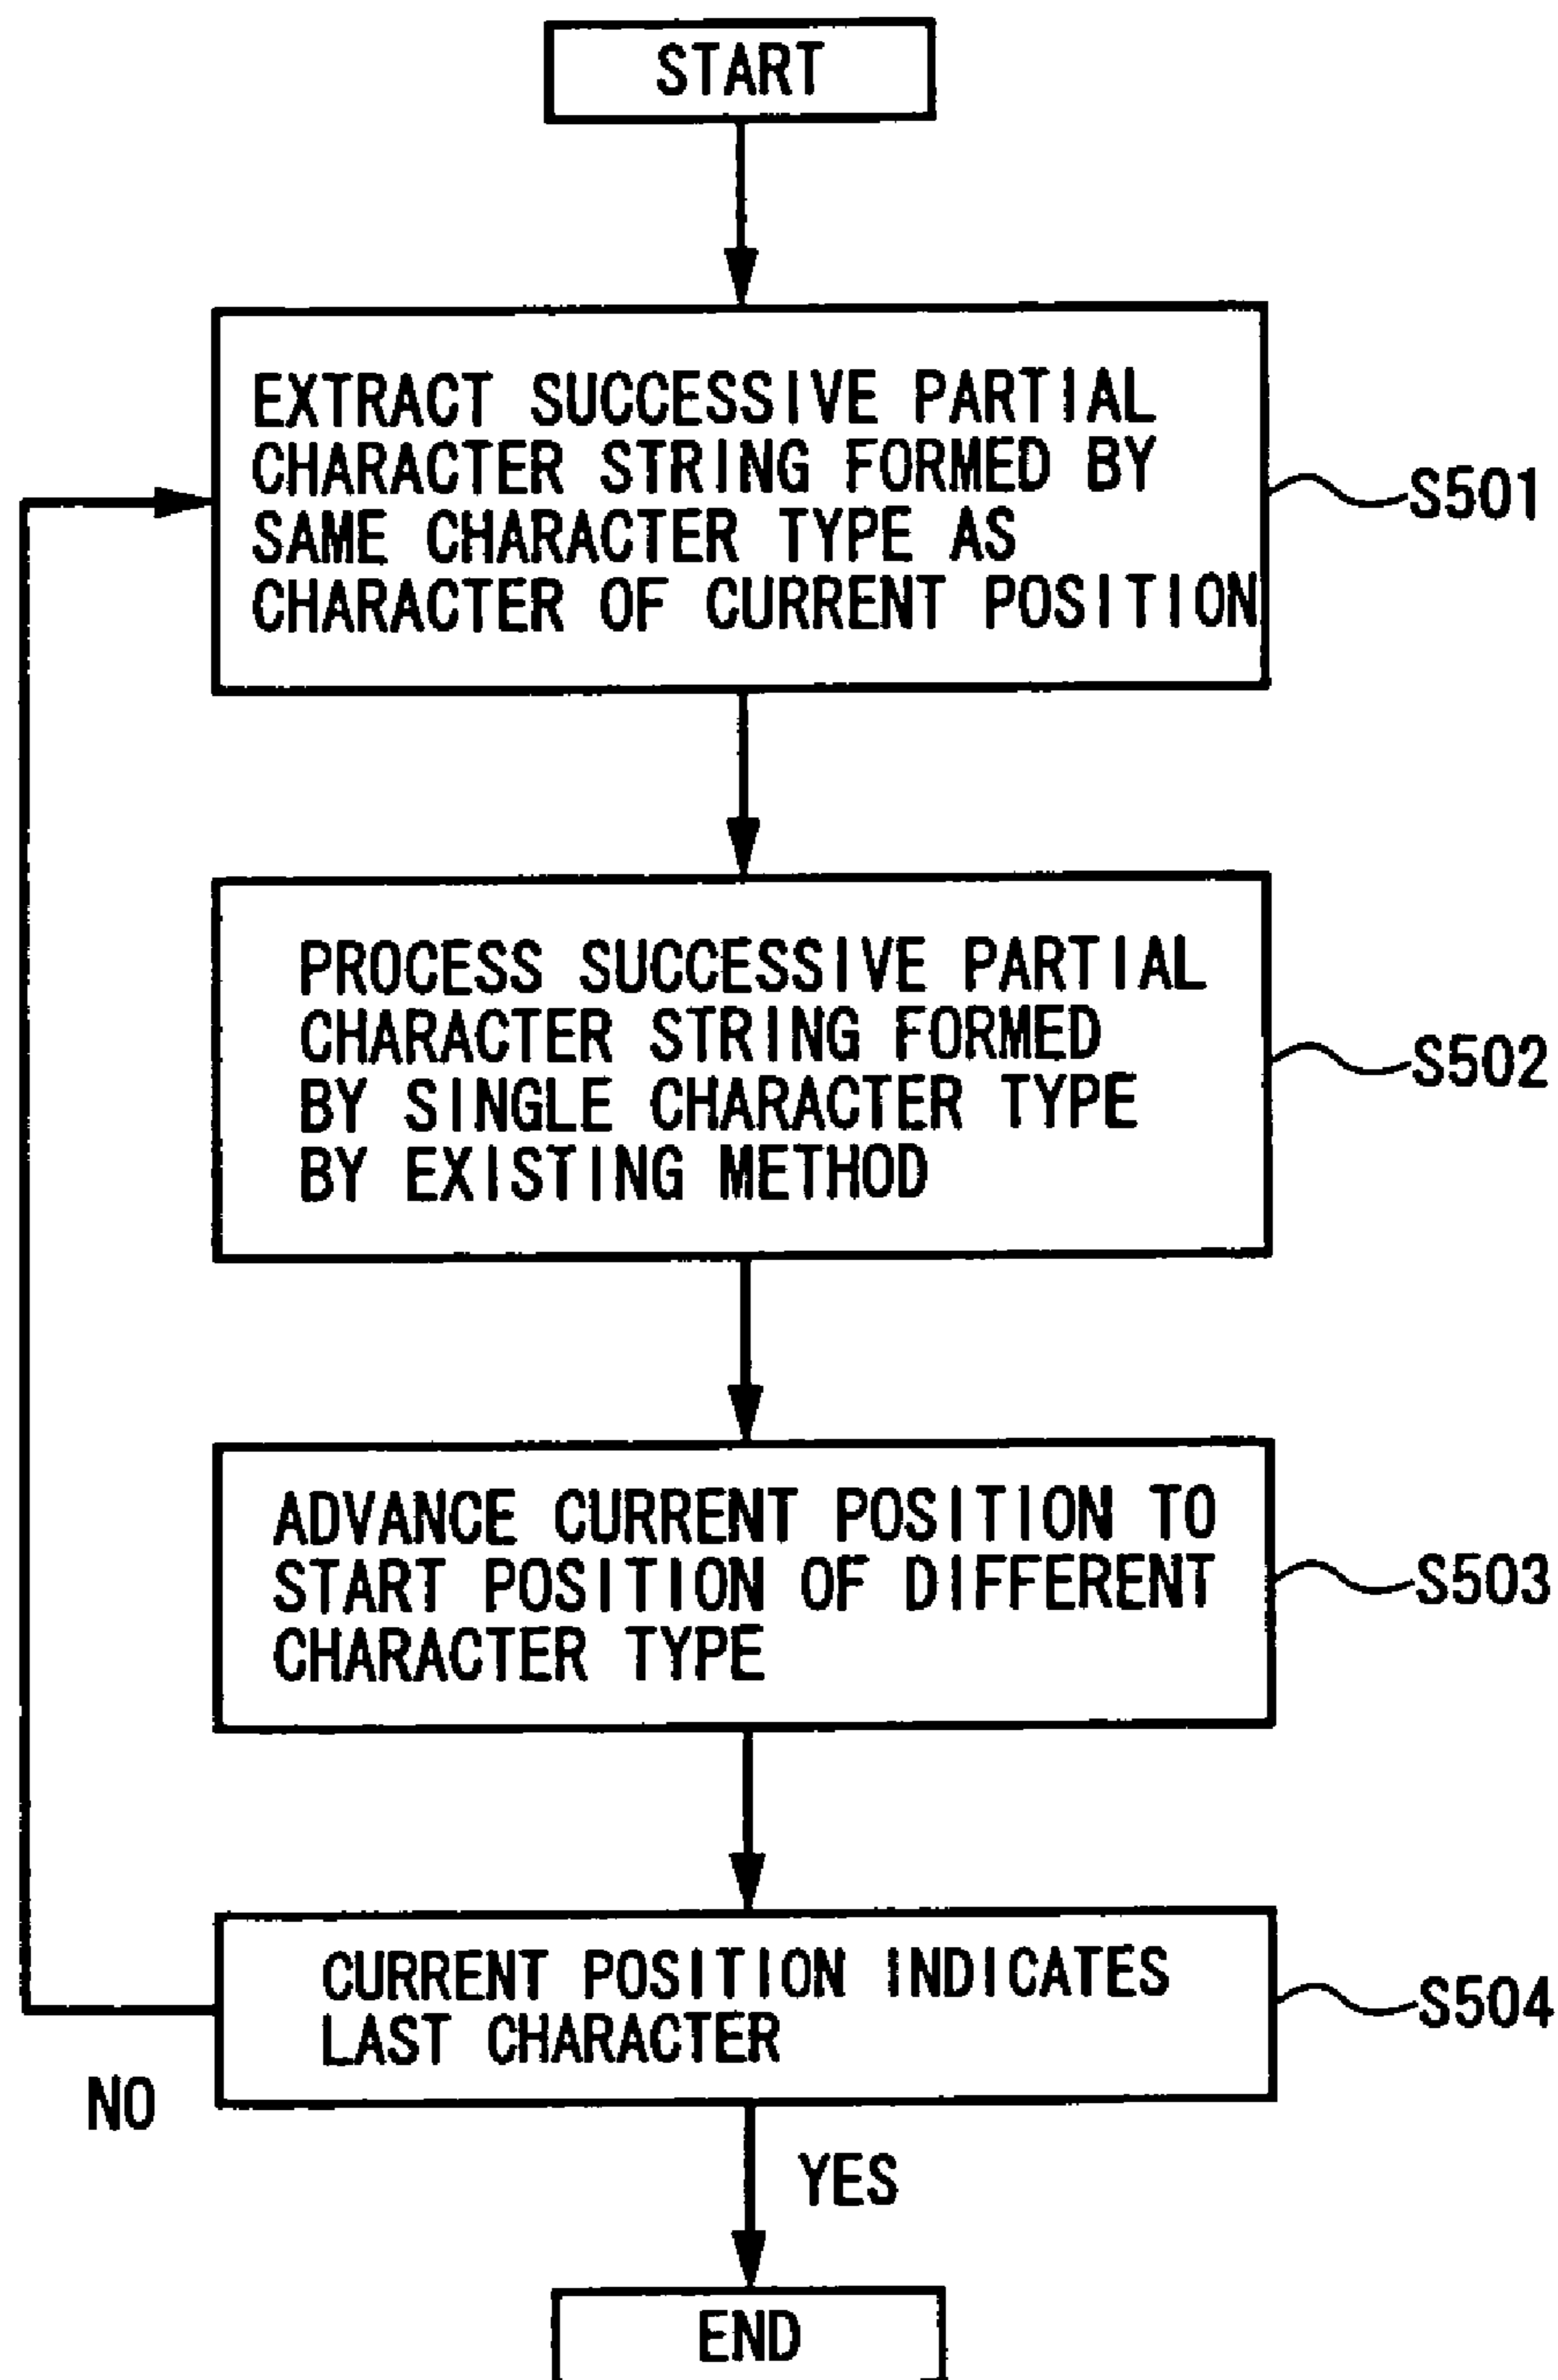 START
EXTRACT SUCCESSIVE PARTIAL
CHARACTER STRING FORMED BY
SAME CHARACTER TYPE AS
CHARACTER OF CURRENT POSITION
S501
PROCESS SUCCESSIVE PARTIAL
CHARACTER STRING FORMED
BY SINGLE CHARACTER TYPE
BY EXISTING METHOD
S502
ADVANCE CURRENT POSITION TO
START POSITION OF DIFFERENT
CHARACTER TYPE
S503
CURRENT POSITION INDICATES
LAST CHARACTER
S504
NO
YES
END